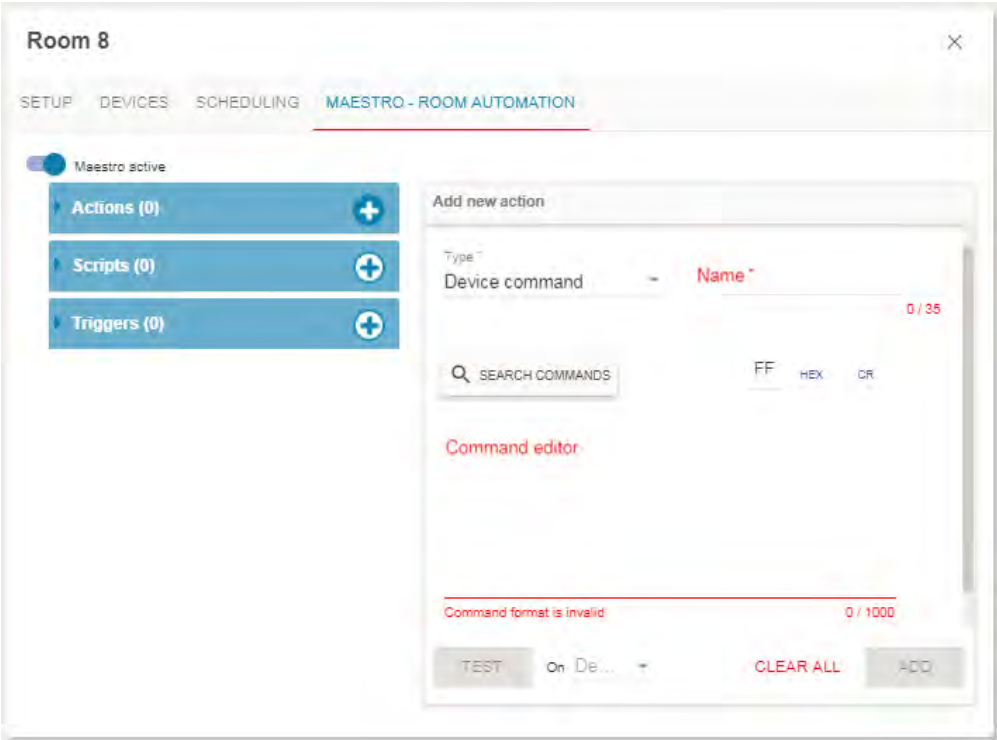 Room 8
SETUP DEVICES SCHEDULING MAESTRO - ROOM AUTOMATION
Maestro active
Actions (0)
Scripts (0)
Triggers (0)
Add new action
Type *
Device command
Name *
0 / 35
SEARCH COMMANDS
FF HEX CR
Command editor
Command format is invalid
0 / 1000
TEST On De... CLEAR ALL ADD